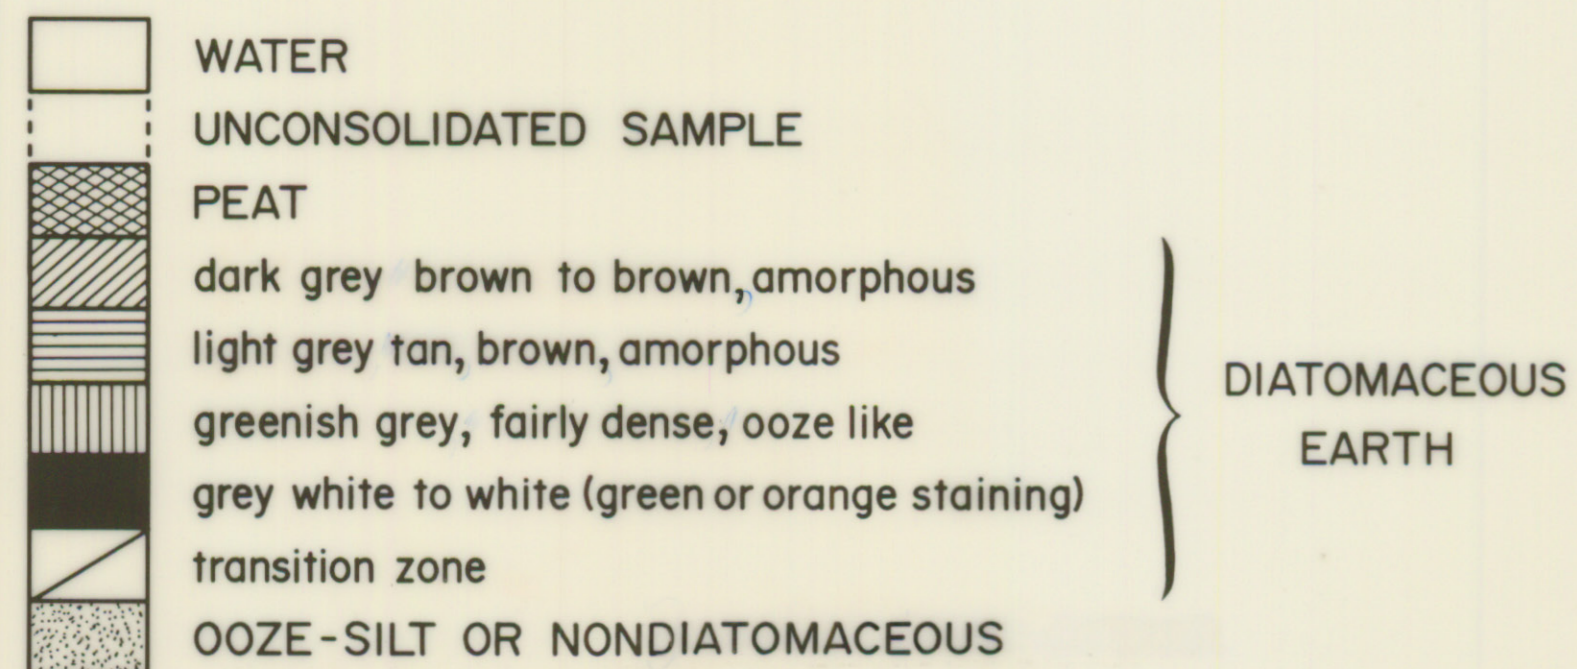 WATER
UNCONSOLIDATED SAMPLE
PEAT
dark grey brown to brown, amorphous
light grey tan, brown, amorphous
greenish grey, fairly dense, ooze like
grey white to white (green or orange staining)
transition zone
OOZE-SILT OR NONDIATOMACEOUS
DIATOMACEOUS
EARTH